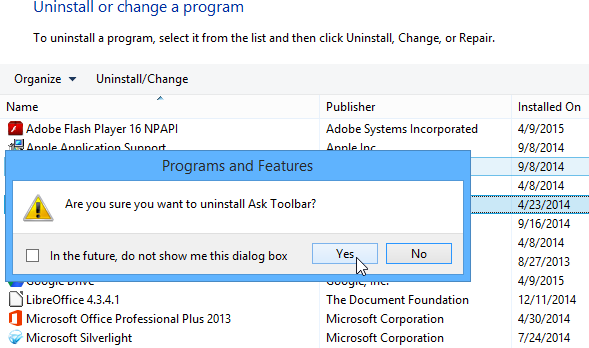 Uninstall or change a program
To uninstall a program, select it from the list and then click Uninstall, Change, or Repair.
Organize Uninstall/Change
Name Publisher Installed On
Adobe Flash Player 16 NPAPI Adobe Systems Incorporated 4/9/2015
Apple Application Support Apple Inc. 9/8/2014
Programs and Features 9/8/2014
4/8/2014
Are you sure you want to uninstall Ask Toolbar? 4/23/2014
9/16/2014
4/8/2014
In the future, do not show me this dialog box Yes No 8/27/2013
Google Drive Google, Inc. 4/9/2015
LibreOffice 4.3.4.1 The Document Foundation 12/11/2014
Microsoft Office Professional Plus 2013 Microsoft Corporation 4/30/2014
Microsoft Silverlight Microsoft Corporation 7/24/2014